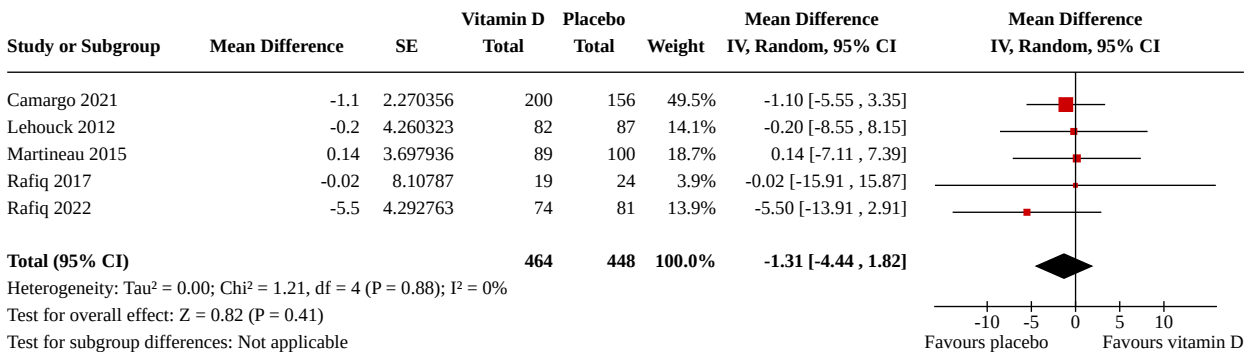 Vitamin D Placebo Mean Difference Mean Difference
Study or Subgroup Mean Difference SE Total Total Weight IV, Random, 95% CI IV, Random, 95% CI
Camargo 2021 -1.1 2.270356 200 156 49.5% -1.10 [-5.55 , 3.35]
Lehouck 2012 -0.2 4.260323 82 87 14.1% -0.20 [-8.55 , 8.15]
Martineau 2015 0.14 3.697936 89 100 18.7% 0.14 [-7.11 , 7.39]
Rafiq 2017 -0.02 8.10787 19 24 3.9% -0.02 [-15.91 , 15.87]
Rafiq 2022 -5.5 4.292763 74 81 13.9% -5.50 [-13.91 , 2.91]
Total (95% CI) 464 448 100.0% -1.31 [-4.44 , 1.82]
Heterogeneity: Tau² = 0.00; Chi² = 1.21, df = 4 (P = 0.88); I² = 0%
Test for overall effect: Z = 0.82 (P = 0.41)
-10 -5 0 5 10
Test for subgroup differences: Not applicable
Favours placebo Favours vitamin D